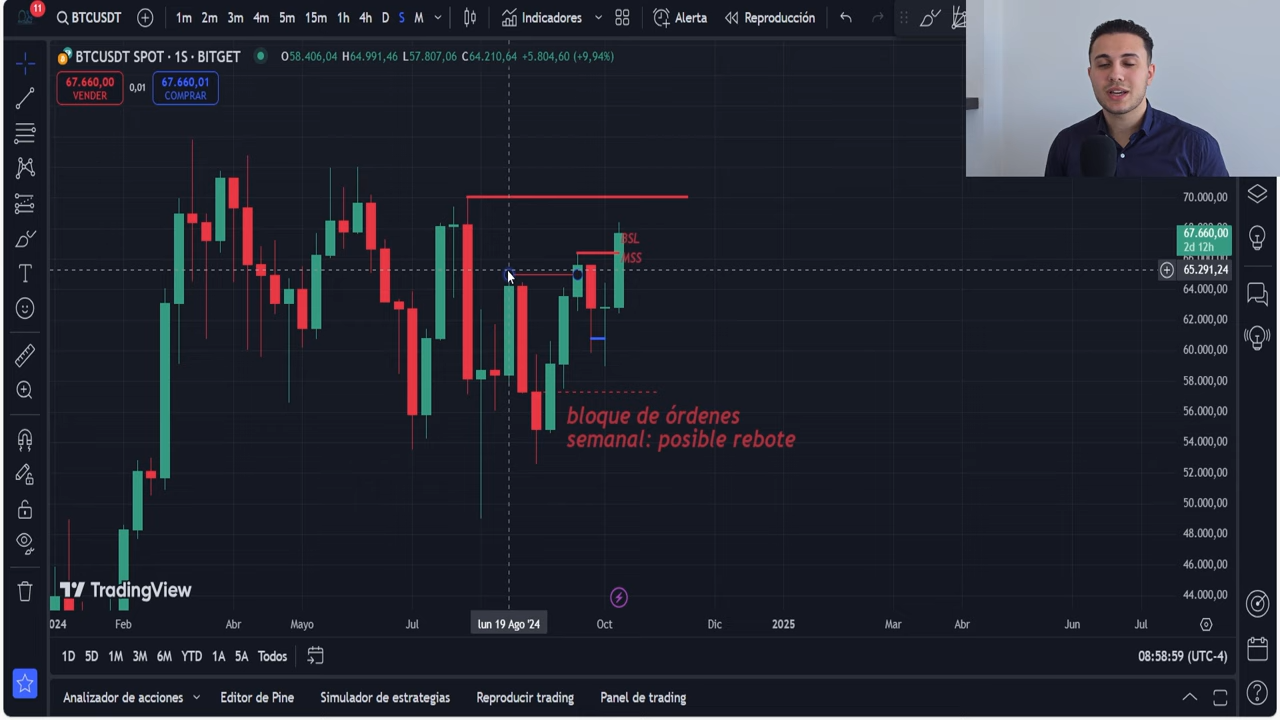 11
BTCUSDT
1m 2m 3m 4m 5m 15m 1h 4h D S M
Indicadores
Alerta
Reproducción
BTCUSDT SPOT · 1S · BITGET
O58.406,04 H64.991,46 L57.807,06 C64.210,64 +5.804,60 (+9,94%)
67.660,00
VENDER
0,01
67.660,01
COMPRAR
70.000,00
67.660,00
2d 12h
65.291,24
64.000,00
62.000,00
60.000,00
58.000,00
56.000,00
54.000,00
52.000,00
50.000,00
48.000,00
46.000,00
44.000,00
BSL
MSS
bloque de órdenes
semanal: posible rebote
TradingView
024 Feb Abr Mayo Jul lun 19 Ago '24 Oct Dic 2025 Mar Abr Jun Jul
1D 5D 1M 3M 6M YTD 1A 5A Todos
08:58:59 (UTC-4)
Analizador de acciones Editor de Pine Simulador de estrategias Reproducir trading Panel de trading